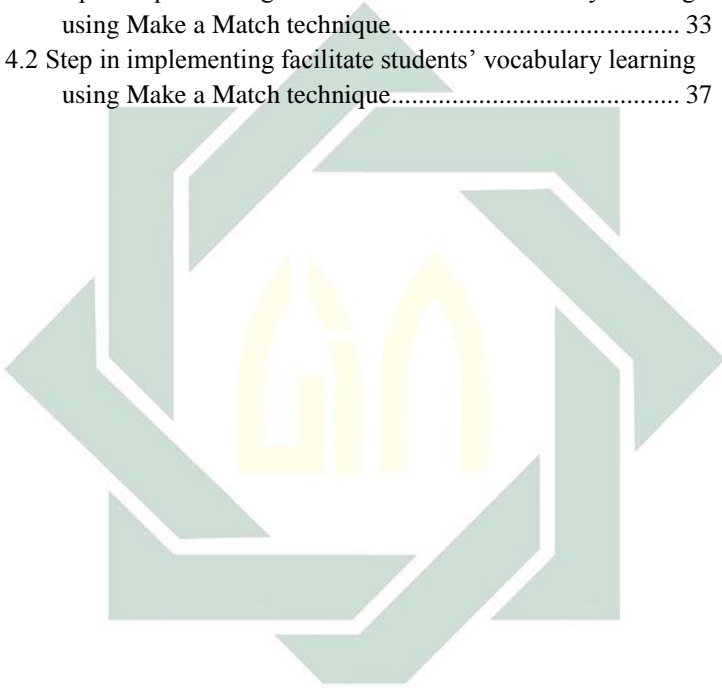 using Make a Match technique.................................... 33
4.2 Step in implementing facilitate students’ vocabulary learning
using Make a Match technique.................................... 37